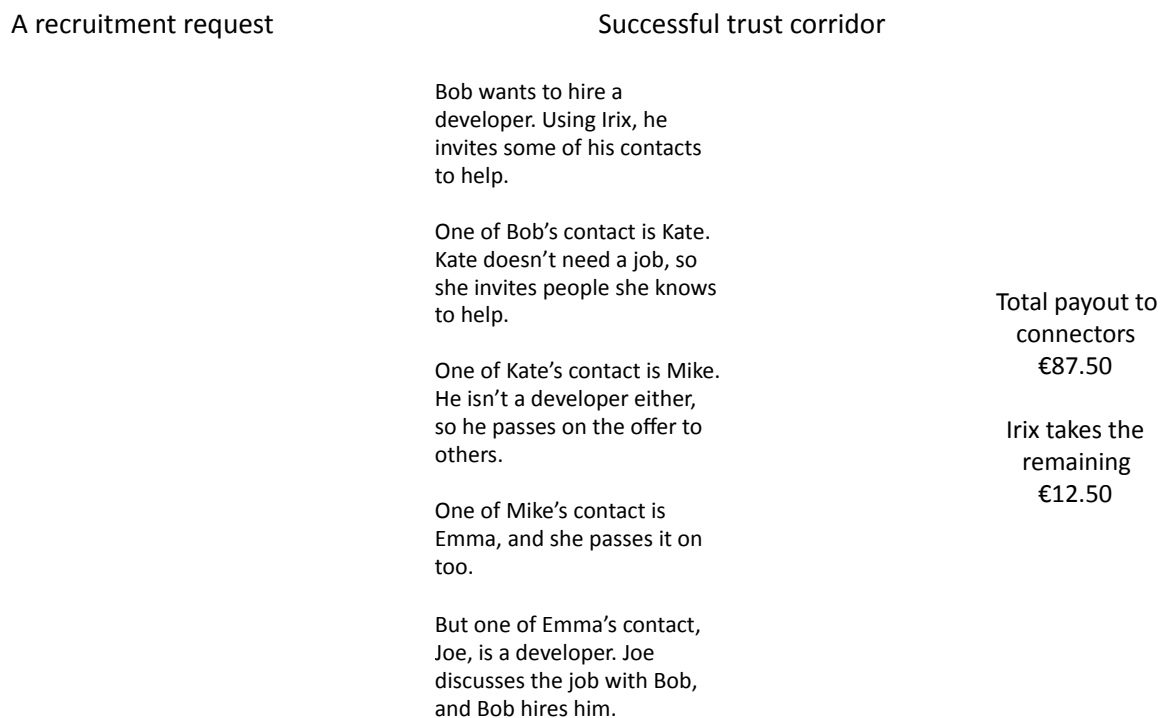 A recruitment request
Successful trust corridor
Bob wants to hire a
developer. Using Irix, he
invites some of his contacts
to help.
One of Bob’s contact is Kate.
Kate doesn’t need a job, so
she invites people she knows
to help.
One of Kate’s contact is Mike.
He isn’t a developer either,
so he passes on the offer to
others.
One of Mike’s contact is
Emma, and she passes it on
too.
But one of Emma’s contact,
Joe, is a developer. Joe
discusses the job with Bob,
and Bob hires him.
Total payout to
connectors
€87.50
Irix takes the
remaining
€12.50